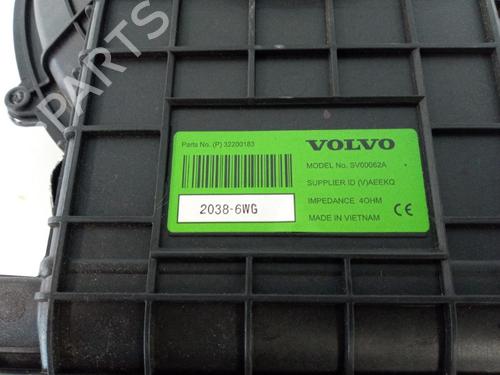 B-PARTS
Parts No. (P) 32200183
VOLVO
MODEL No. SV00062A
SUPPLIER ID (V)AEEKQ
2038-6WG
IMPEDANCE 4OHM
MADE IN VIETNAM
CE